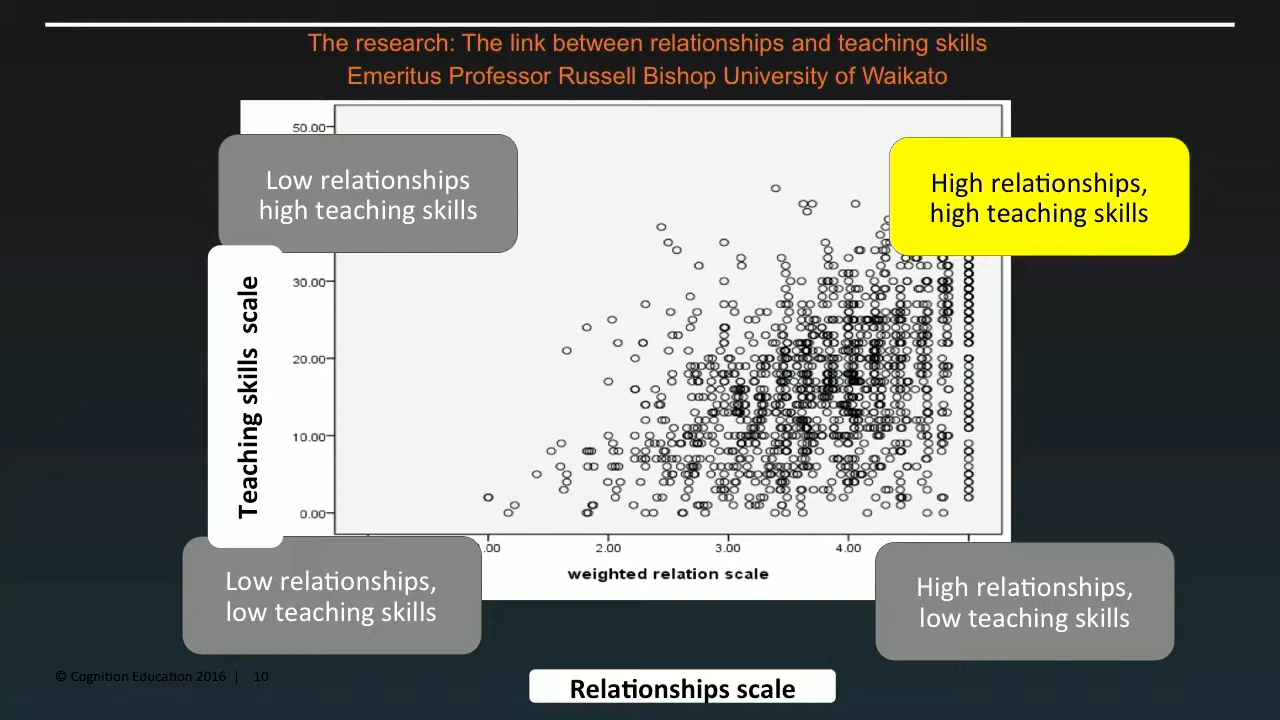 The research: The link between relationships and teaching skills
Emeritus Professor Russell Bishop University of Waikato
50.00
Low relationships
high teaching skills
High relationships,
high teaching skills
Teaching skills scale
30.00
20.00
10.00
0.00
.00
2.00
3.00
4.00
weighted relation scale
Low relationships,
low teaching skills
High relationships,
low teaching skills
© Cognition Education 2016 | 10
Relationships scale